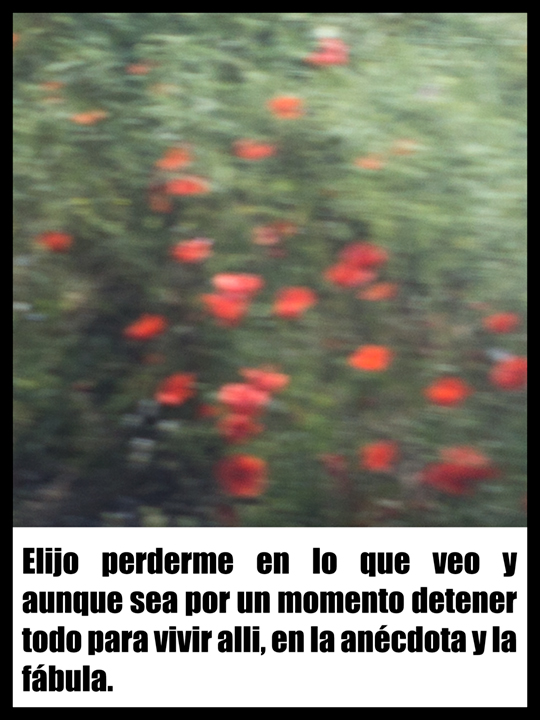 Elijo perderme en lo que veo y
aunque sea por un momento detener
todo para vivir alli, en la anécdota y la
fábula.